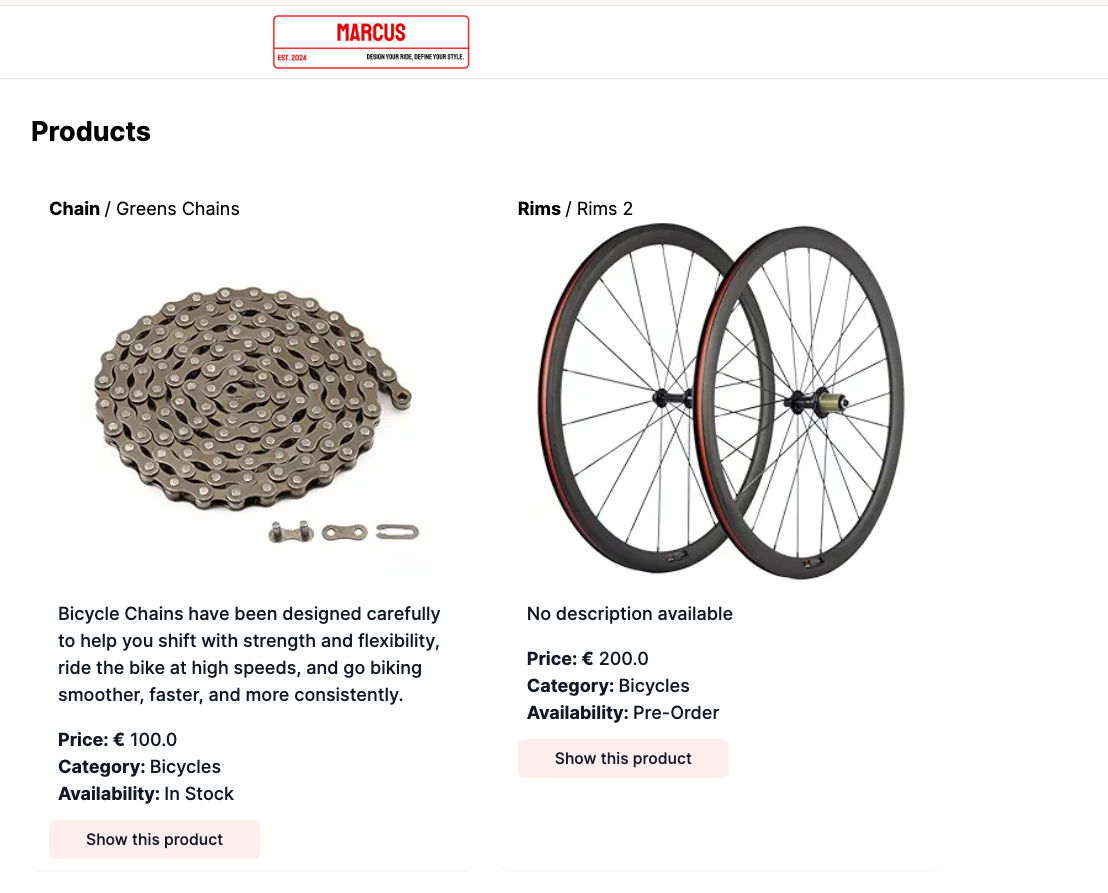 MARCUS
EST. 2024
DESIGN YOUR RIDE, DEFINE YOUR STYLE.
Products
Chain / Greens Chains
Bicycle Chains have been designed carefully
to help you shift with strength and flexibility,
ride the bike at high speeds, and go biking
smoother, faster, and more consistently.
Price: € 100.0
Category: Bicycles
Availability: In Stock
Show this product
Rims / Rims 2
No description available
Price: € 200.0
Category: Bicycles
Availability: Pre-Order
Show this product